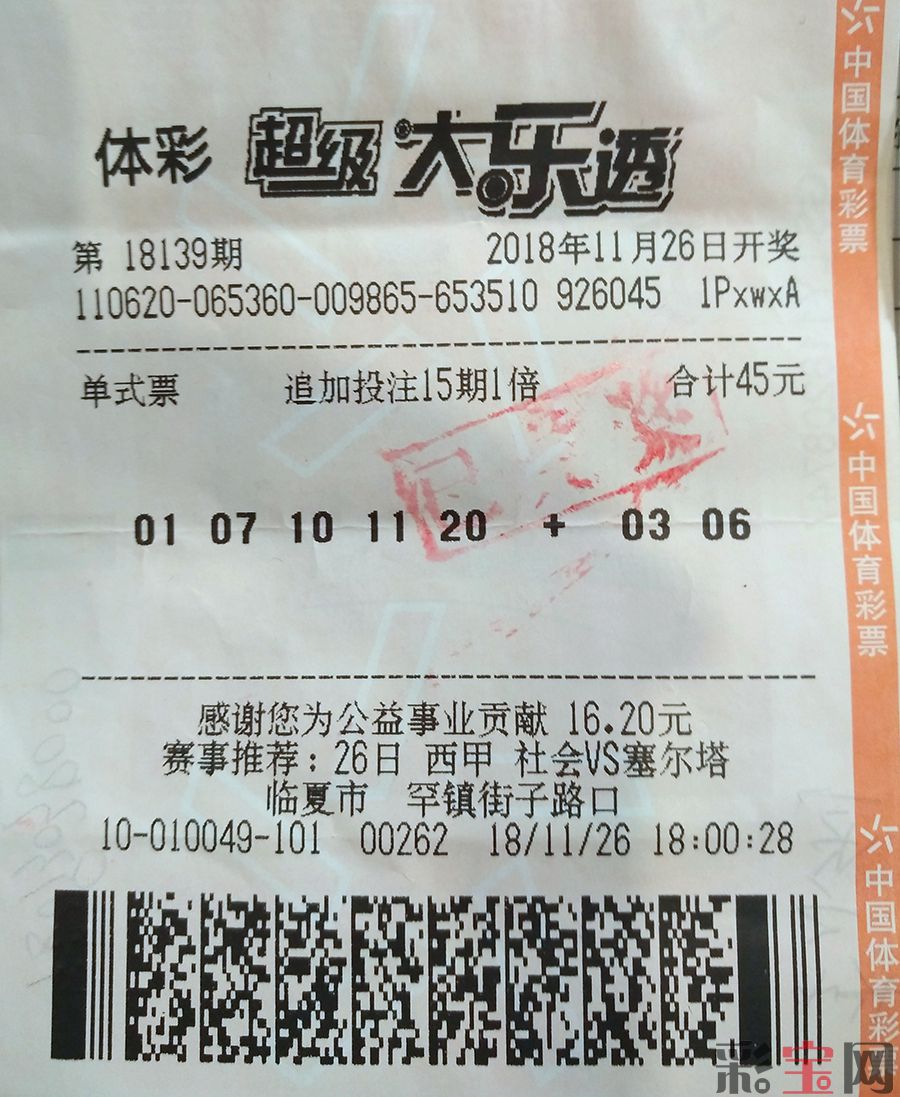 体彩 超级大乐透
第 18139期 2018年11月26日开奖
110620-065360-009865-653510 926045 1PxwxA
单式票 追加投注15期1倍 合计45元
01 07 10 11 20 + 03 06
感谢您为公益事业贡献 16.20元
赛事推荐：26日 西甲 社会VS塞尔塔
临夏市 罕镇街子路口
10-010049-101 00262 18/11/26 18:00:28
中国体育彩票
中国体育彩票
中国体育彩
彩宝网